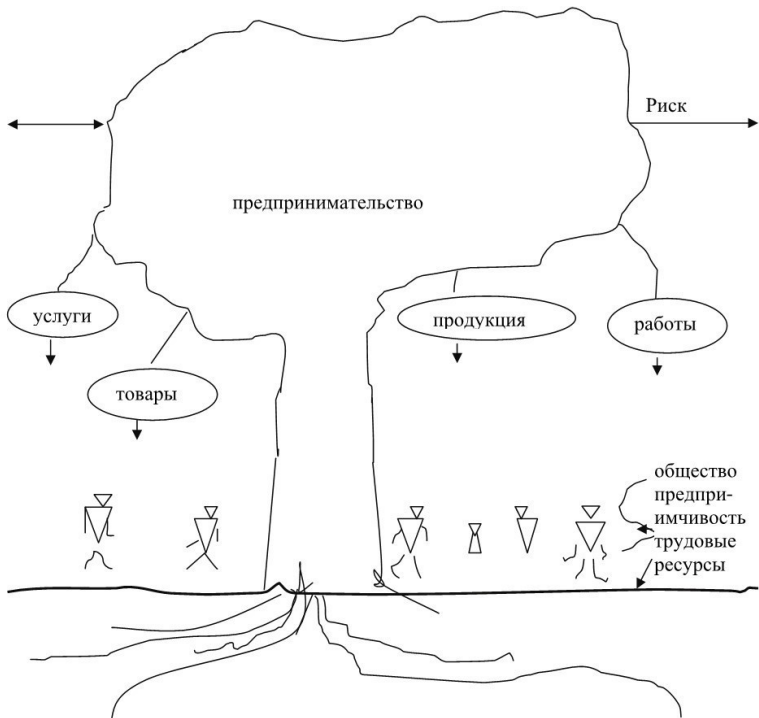 Риск
предпринимательство
услуги
продукция
работы
товары
общество
предпри-
имчивость
трудовые
ресурсы